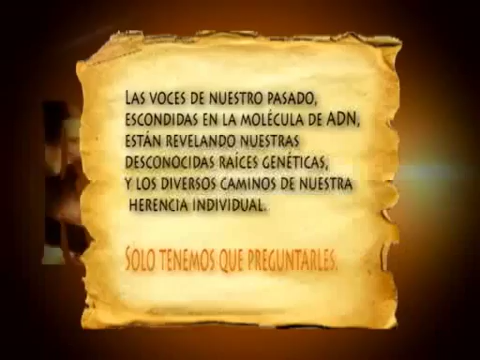 Las voces de nuestro pasado,
escondidas en la molécula de ADN,
están revelando nuestras
desconocidas raíces genéticas,
y los diversos caminos de nuestra
herencia individual.
Solo tenemos que preguntarles.